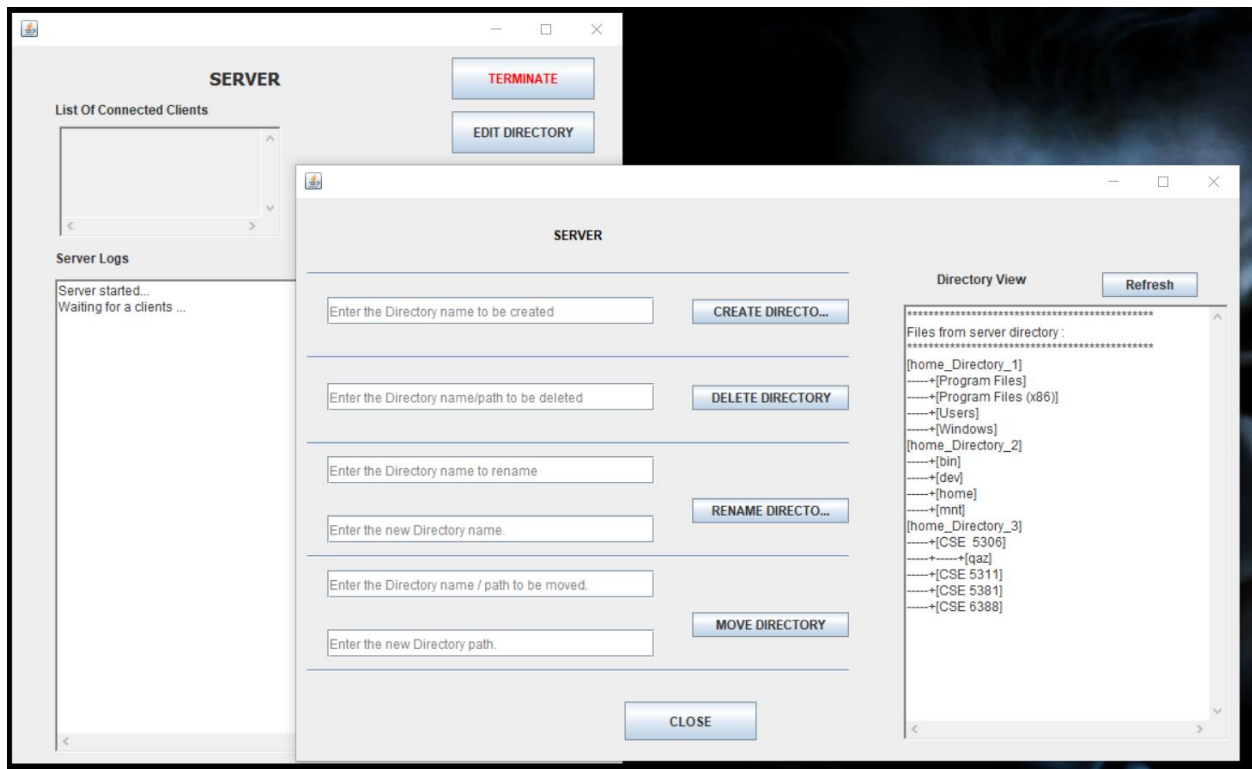 SERVER
TERMINATE
List Of Connected Clients
EDIT DIRECTORY
Server Logs
Server started...
Waiting for a clients ...
SERVER
Enter the Directory name to be created
CREATE DIRECTO...
Enter the Directory name/path to be deleted
DELETE DIRECTORY
Enter the Directory name to rename
RENAME DIRECTO...
Enter the new Directory name.
Enter the Directory name / path to be moved.
MOVE DIRECTORY
Enter the new Directory path.
CLOSE
Directory View
Refresh
**********************************************
Files from server directory :
**********************************************
[home_Directory_1]
-----+[Program Files]
-----+[Program Files (x86)]
-----+[Users]
-----+[Windows]
[home_Directory_2]
-----+[bin]
-----+[dev]
-----+[home]
-----+[mnt]
[home_Directory_3]
-----+[CSE  5306]
-----+-----+[qaz]
-----+[CSE 5311]
-----+[CSE 5381]
-----+[CSE 6388]